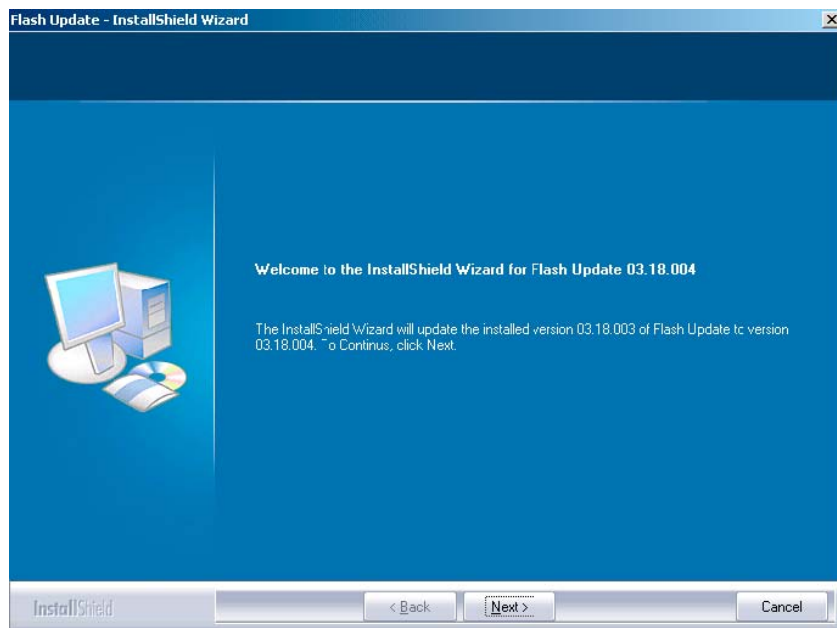 Flash Update - InstallShield Wizard
Welcome to the InstallShield Wizard for Flash Update 03.18.004
The InstallShield Wizard will update the installed version 03.18.003 of Flash Update to version
03.18.004. To Continus, click Next.
InstallShield
< Back
Next >
Cancel